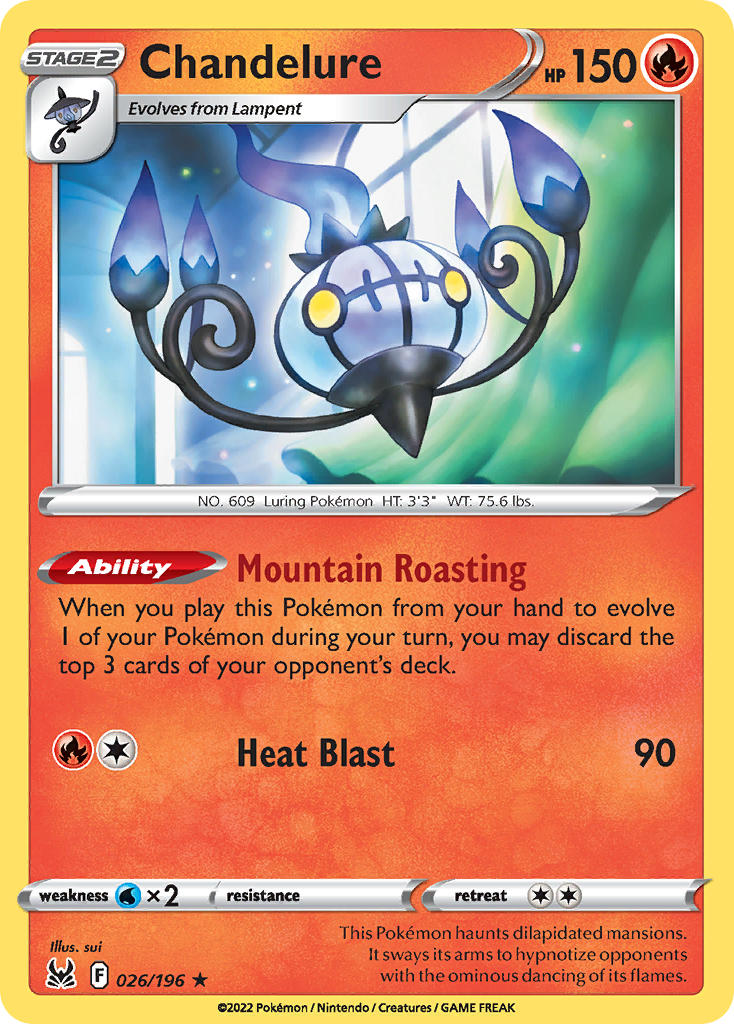 STAGE2
Chandelure
HP 150
Evolves from Lampent
NO. 609 Luring Pokémon HT: 3'3" WT: 75.6 lbs.
Ability Mountain Roasting
When you play this Pokémon from your hand to evolve
1 of your Pokémon during your turn, you may discard the
top 3 cards of your opponent's deck.
Heat Blast 90
weakness ×2 resistance retreat
Illus. sui
F 026/196 ★
This Pokémon haunts dilapidated mansions.
It sways its arms to hypnotize opponents
with the ominous dancing of its flames.
©2022 Pokémon / Nintendo / Creatures / GAME FREAK